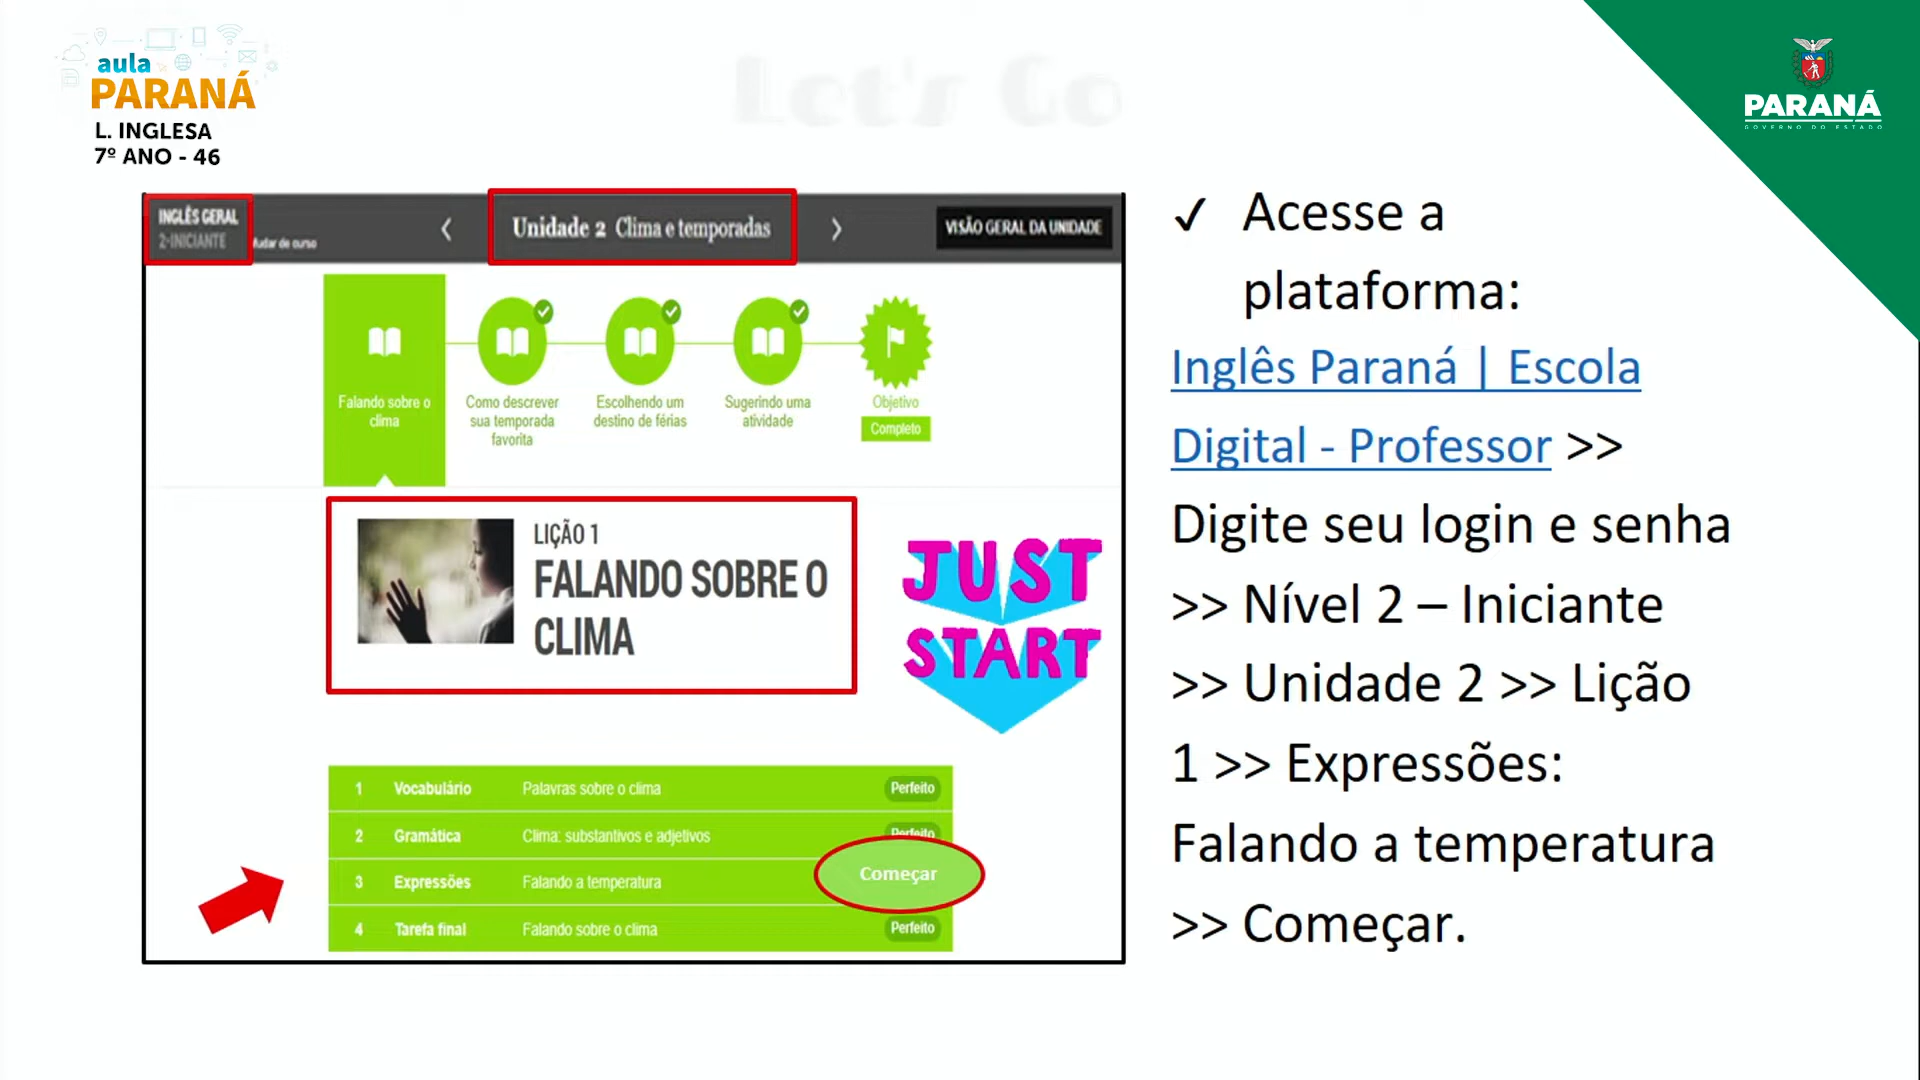 aula
PARANÁ
L. INGLESA
7º ANO - 46
Let's Go
PARANÁ
GOVERNO DO ESTADO
INGLÊS GERAL
2-INICIANTE
Mudar de curso
Unidade 2 Clima e temporadas
VISÃO GERAL DA UNIDADE
Falando sobre o
clima
Como descrever
sua temporada
favorita
Escolhendo um
destino de férias
Sugerindo uma
atividade
Objetivo
Completo
LIÇÃO 1
FALANDO SOBRE O
CLIMA
JUST
START
1 Vocabulário Palavras sobre o clima Perfeito
2 Gramática Clima: substantivos e adjetivos Perfeito
3 Expressões Falando a temperatura Começar
4 Tarefa final Falando sobre o clima Perfeito
✓ Acesse a
plataforma:
Inglês Paraná | Escola
Digital - Professor >>
Digite seu login e senha
>> Nível 2 – Iniciante
>> Unidade 2 >> Lição
1 >> Expressões:
Falando a temperatura
>> Começar.